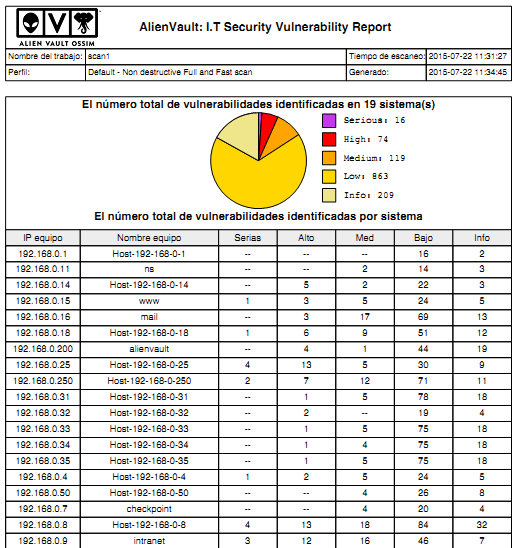 ALIEN VAULT OSSIM
AlienVault: I.T Security Vulnerability Report
Nombre del trabajo: scan1 Tiempo de escaneo: 2015-07-22 11:31:27
Perfil: Default - Non destructive Full and Fast scan Generado: 2015-07-22 11:34:45
El número total de vulnerabilidades identificadas en 19 sistema(s)
Serious: 16
High: 74
Medium: 119
Low: 863
Info: 209
El número total de vulnerabilidades identificadas por sistema
IP equipo Nombre equipo Serias Alto Med Bajo Info
192.168.0.1 Host-192-168-0-1 -- -- -- 16 2
192.168.0.11 ns -- -- 2 14 3
192.168.0.14 Host-192-168-0-14 -- 5 2 22 3
192.168.0.15 www 1 3 5 24 5
192.168.0.16 mail -- 3 17 69 13
192.168.0.18 Host-192-168-0-18 1 6 9 51 12
192.168.0.200 alienvault -- 4 1 44 19
192.168.0.25 Host-192-168-0-25 4 13 5 30 9
192.168.0.250 Host-192-168-0-250 2 7 12 71 11
192.168.0.31 Host-192-168-0-31 -- 1 5 78 18
192.168.0.32 Host-192-168-0-32 -- 2 -- 19 4
192.168.0.33 Host-192-168-0-33 -- 1 5 75 18
192.168.0.34 Host-192-168-0-34 -- 1 4 75 18
192.168.0.35 Host-192-168-0-35 -- 1 5 75 18
192.168.0.4 Host-192-168-0-4 1 2 5 24 5
192.168.0.50 Host-192-168-0-50 -- -- 4 26 8
192.168.0.7 checkpoint -- -- 4 20 4
192.168.0.8 Host-192-168-0-8 4 13 18 84 32
192.168.0.9 intranet 3 12 16 46 7